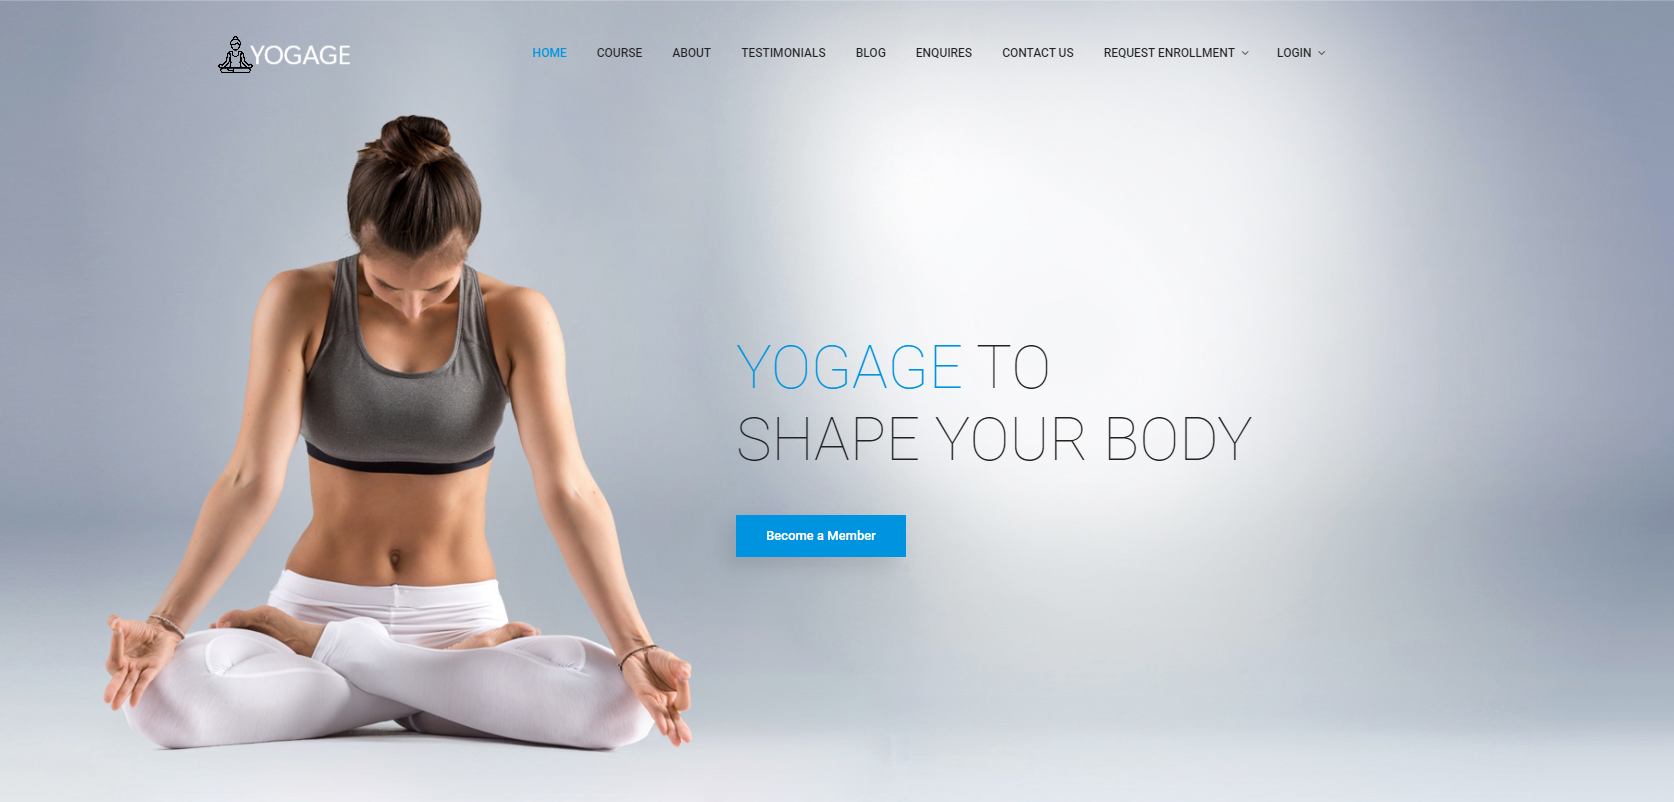 YOGAGE
HOME COURSE ABOUT TESTIMONIALS BLOG ENQUIRES CONTACT US REQUEST ENROLLMENT LOGIN
YOGAGE TO
SHAPE YOUR BODY
Become a Member